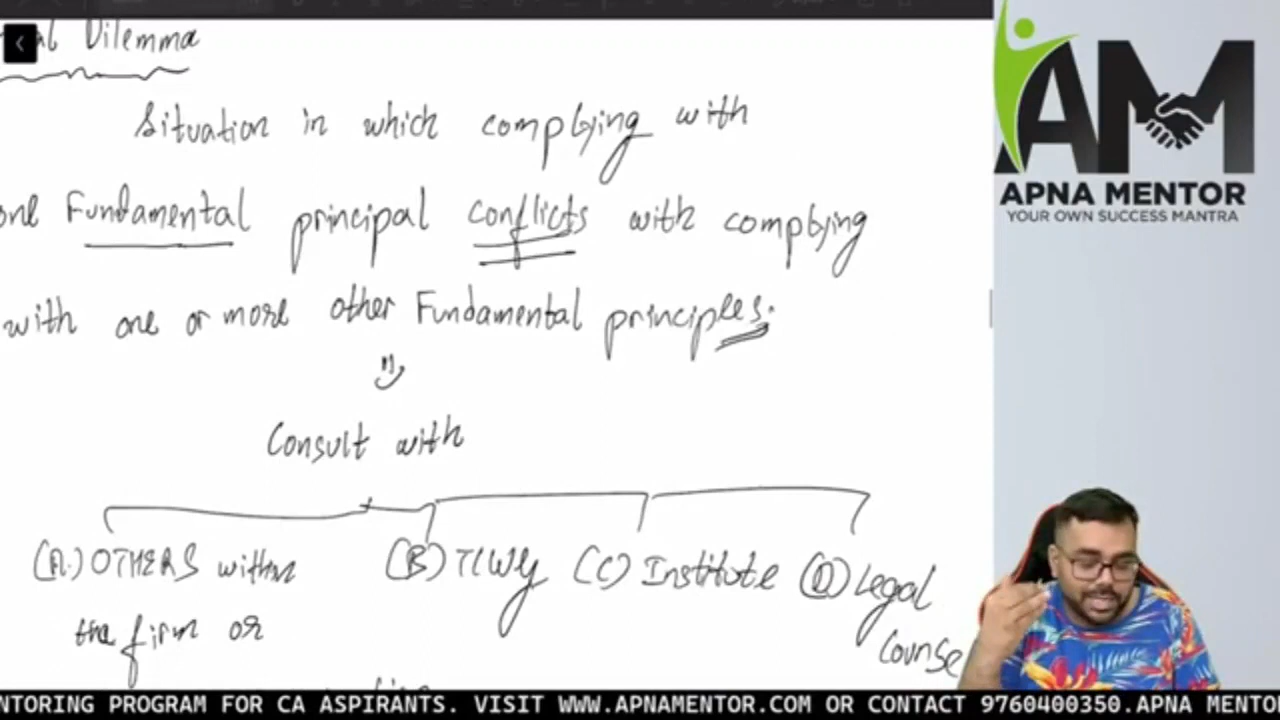 al Dilemma
Situation in which complying with
one Fundamental principal conflicts with complying
with one or more other Fundamental principles.
Consult with
(A.) OTHERS within
the firm or
(B) TCWG
(C) Institute
(D) Legal
Counse
AM
APNA MENTOR
YOUR OWN SUCCESS MANTRA
NTORING PROGRAM FOR CA ASPIRANTS. VISIT WWW.APNAMENTOR.COM OR CONTACT 9760400350.APNA MENTOR